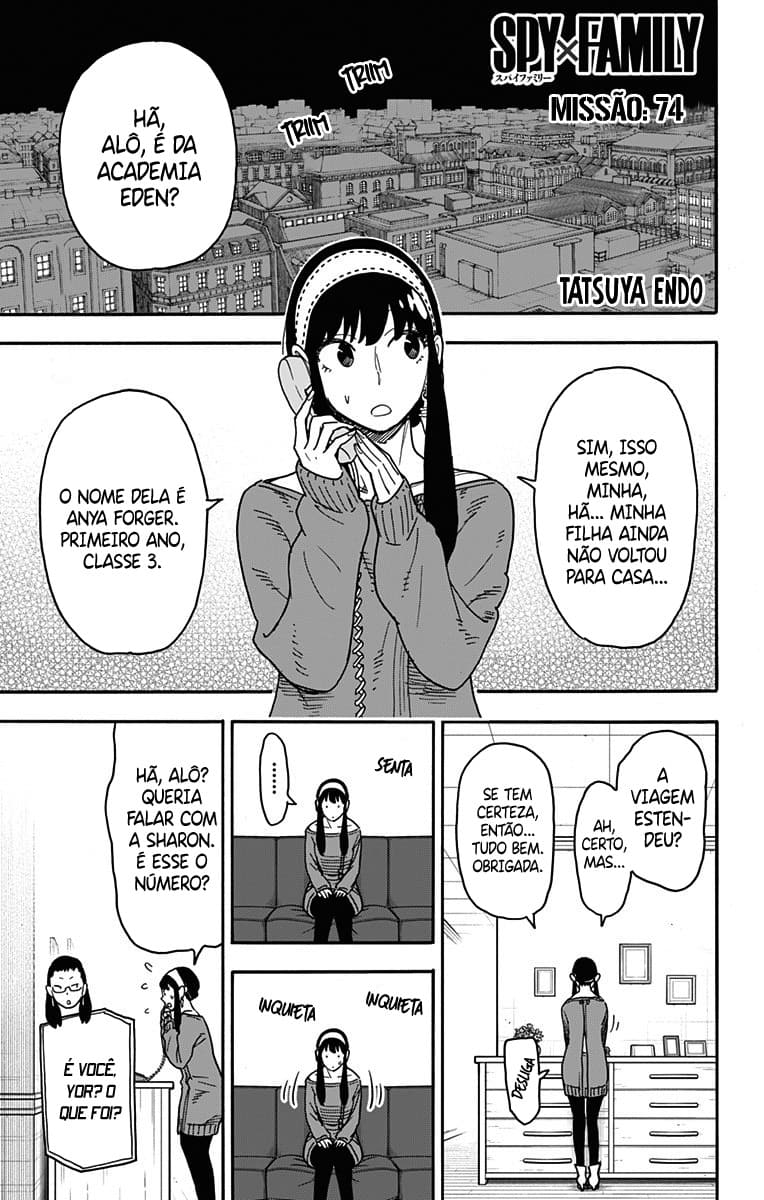 SPY×FAMILY
スパイファミリー
MISSÃO: 74
TRIIM
TRIIM
HÃ,
ALÔ, É DA
ACADEMIA
EDEN?
TATSUYA ENDO
SIM, ISSO
MESMO,
MINHA,
HÃ... MINHA
FILHA AINDA
NÃO VOLTOU
PARA CASA...
O NOME DELA É
ANYA FORGER.
PRIMEIRO ANO,
CLASSE 3.
A
VIAGEM
ESTEN-
DEU?
AH,
CERTO,
MAS...
SE TEM
CERTEZA,
ENTÃO...
TUDO BEM.
OBRIGADA.
DESLIGA
SENTA
.......
INQUIETA
INQUIETA
HÃ, ALÔ?
QUERIA
FALAR COM
A SHARON.
É ESSE O
NÚMERO?
É VOCÊ,
YOR? O
QUE FOI?